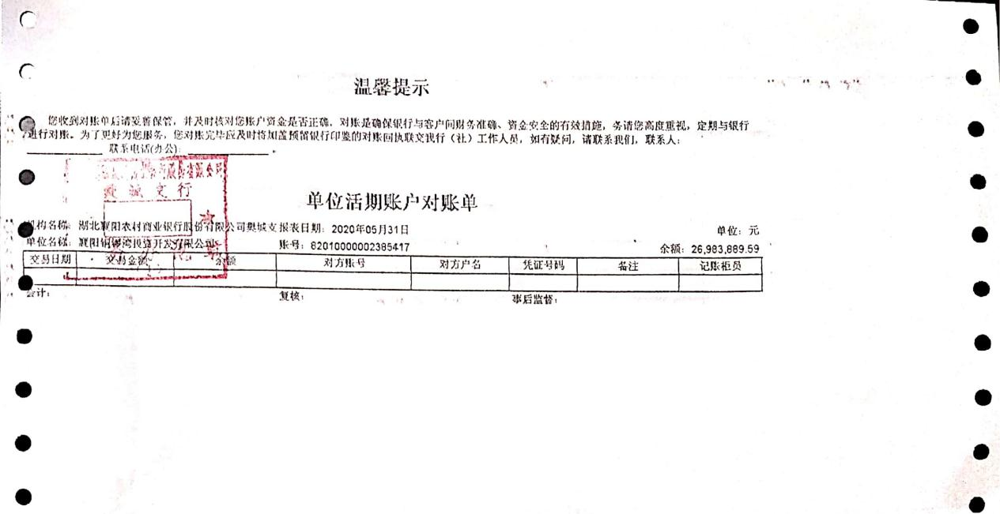 温馨提示
您收到对账单后请妥善保管，并及时核对您账户资金是否正确，对账是确保银行与客户间财务准确、资金安全的有效措施，务请您高度重视，定期与银行
进行对账。为了更好为您服务，您对账完毕应及时将加盖预留银行印鉴的对账回执联交我行（社）工作人员，如有疑问，请联系我们，联系人：
联系电话(办公)：
樊城支行
单位活期账户对账单
机构名称：湖北襄阳农村商业银行股份有限公司樊城支报表日期：2020年05月31日 单位：元
单位名称：襄阳铜锣湾投资开发有限公司 账号：82010000002385417 余额：26,983,889.59
交易日期 交易金额 余额 对方账号 对方户名 凭证号码 备注 记账柜员
会计： 复核： 事后监督：